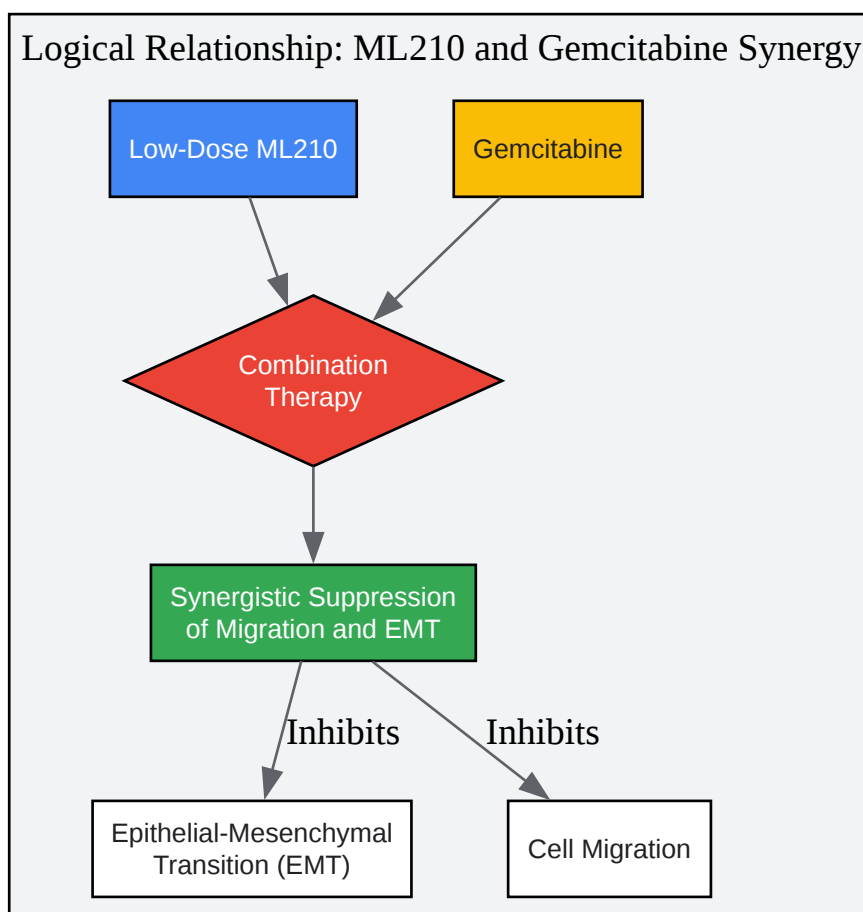 Logical Relationship: ML210 and Gemcitabine Synergy
Low-Dose ML210
Gemcitabine
Combination
Therapy
Synergistic Suppression
of Migration and EMT
Inhibits
Inhibits
Epithelial-Mesenchymal
Transition (EMT)
Cell Migration